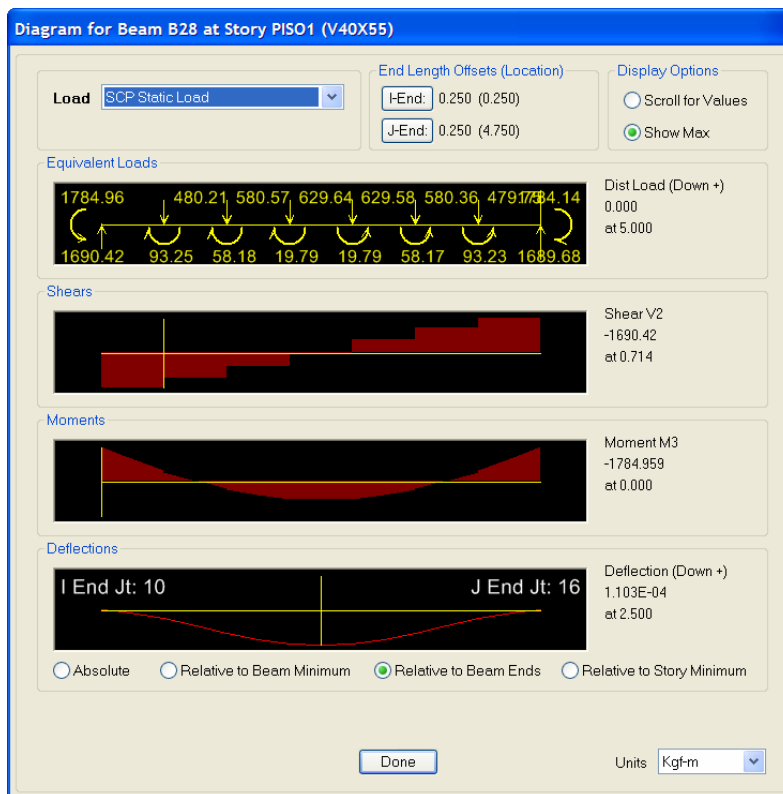 Diagram for Beam B28 at Story PISO1 (V40X55)
Load SCP Static Load
End Length Offsets (Location)
I-End: 0.250 (0.250)
J-End: 0.250 (4.750)
Display Options
Scroll for Values
Show Max
Equivalent Loads
1784.96 480.21 580.57 629.64 629.58 580.36 479.75 1784.14
1690.42 93.25 58.18 19.79 19.79 58.17 93.23 1689.68
Dist Load (Down +)
0.000
at 5.000
Shears
Shear V2
-1690.42
at 0.714
Moments
Moment M3
-1784.959
at 0.000
Deflections
I End Jt: 10 J End Jt: 16
Deflection (Down +)
1.103E-04
at 2.500
Absolute Relative to Beam Minimum Relative to Beam Ends Relative to Story Minimum
Done
Units Kgf-m